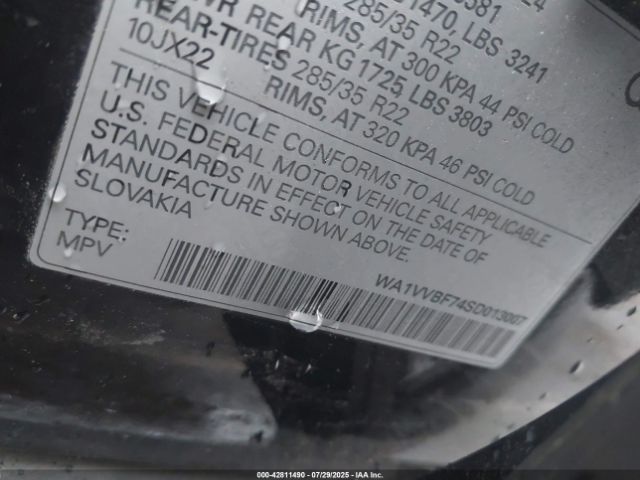 1470, LBS 3241
285/35 R22
RIMS, AT 300 KPA 44 PSI COLD
REAR KG 1725, LBS 3803
REAR-TIRES 285/35 R22
10JX22 RIMS, AT 320 KPA 46 PSI COLD
THIS VEHICLE CONFORMS TO ALL APPLICABLE
U.S. FEDERAL MOTOR VEHICLE SAFETY
STANDARDS IN EFFECT ON THE DATE OF
MANUFACTURE SHOWN ABOVE.
SLOVAKIA
TYPE:
MPV
WA1VVBF74SD013007
000-42811490 - 07/29/2025 - IAA Inc.